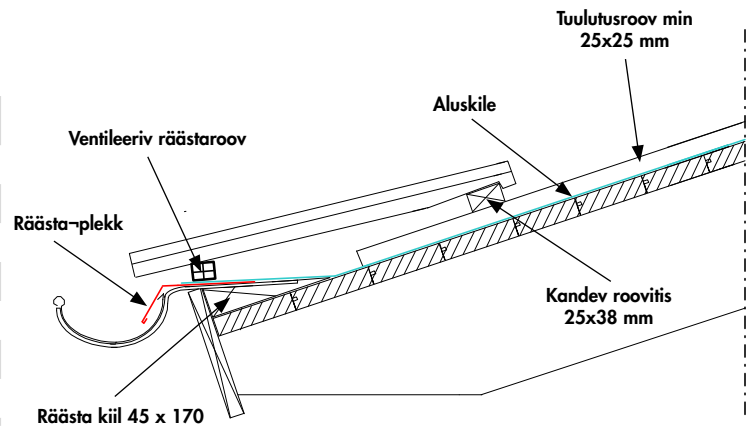 Tuulutusroov min
25x25 mm
Aluskile
Ventileeriv räästaroov
Räästa¬plekk
Kandev roovitis
25x38 mm
Räästa kiil 45 x 170